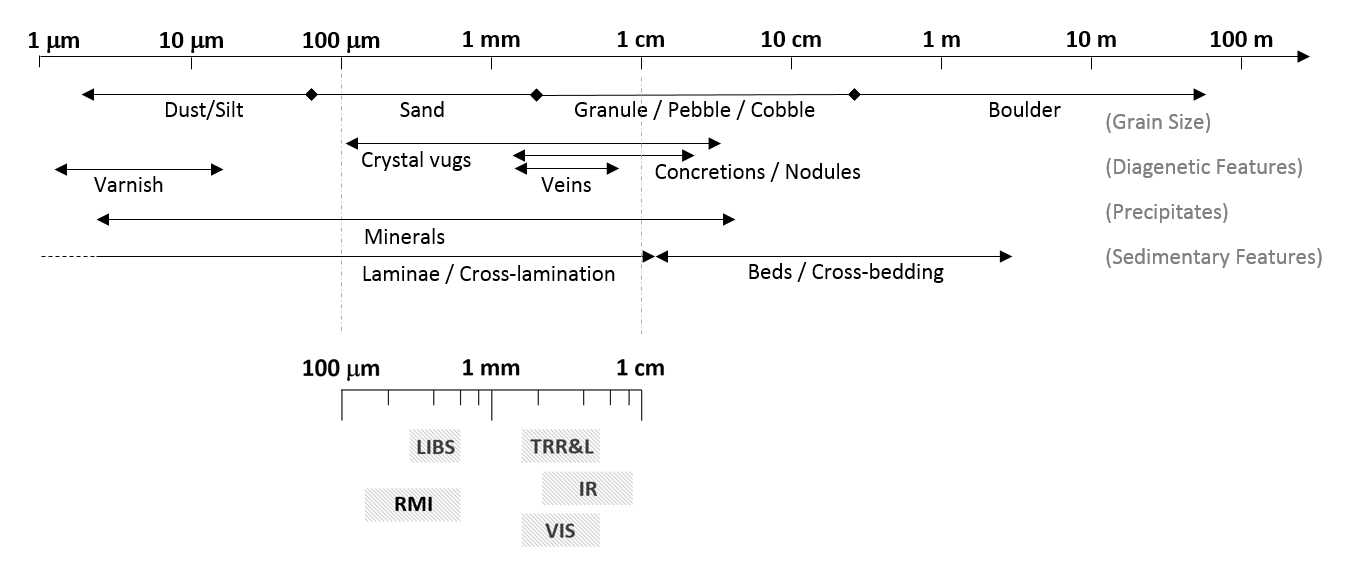 1 μm 10 μm 100 μm 1 mm 1 cm 10 cm 1 m 10 m 100 m
Dust/Silt Sand Granule / Pebble / Cobble Boulder
(Grain Size)
Crystal vugs
Concretions / Nodules (Diagenetic Features)
Varnish Veins
(Precipitates)
Minerals
(Sedimentary Features)
Laminae / Cross-lamination Beds / Cross-bedding
100 μm 1 mm 1 cm
LIBS TRR&L
IR
RMI
VIS